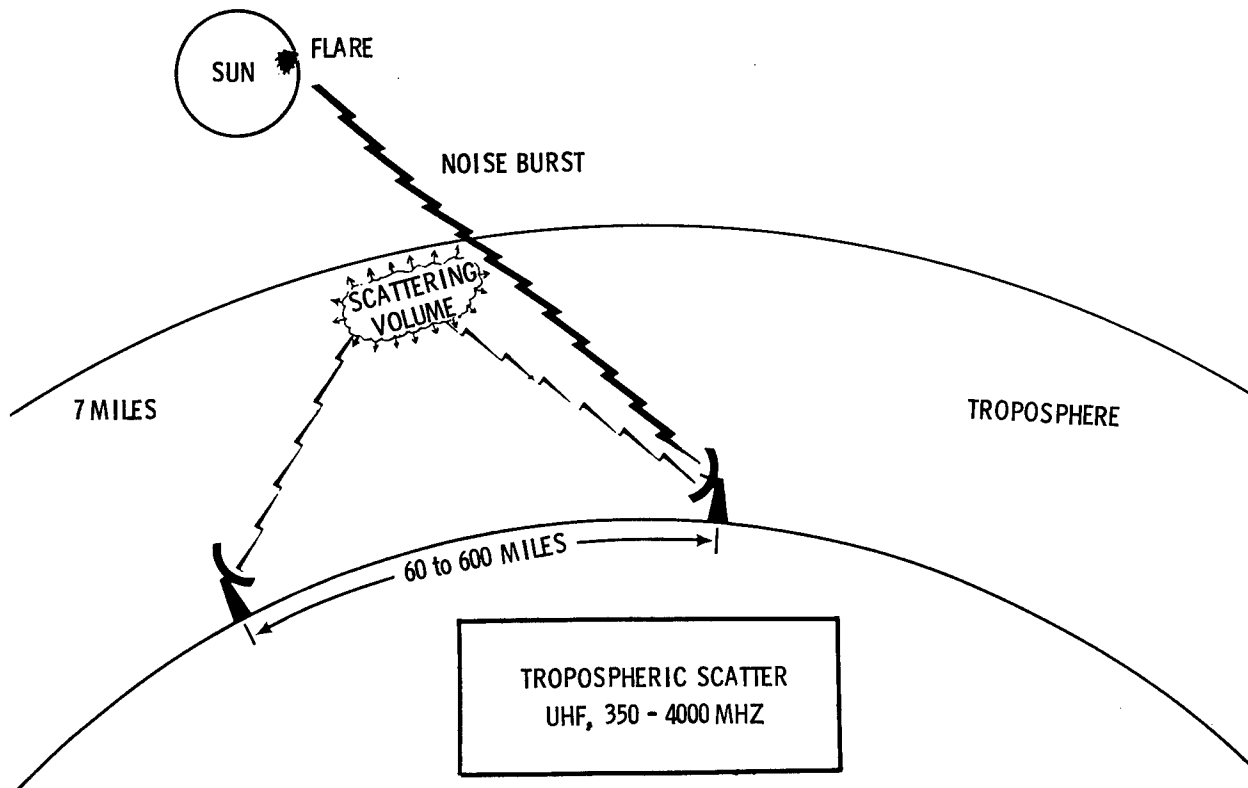 FLARE
SUN
NOISE BURST
SCATTERING
VOLUME
7 MILES
TROPOSPHERE
60 to 600 MILES
TROPOSPHERIC SCATTER
UHF, 350 - 4000 MHZ